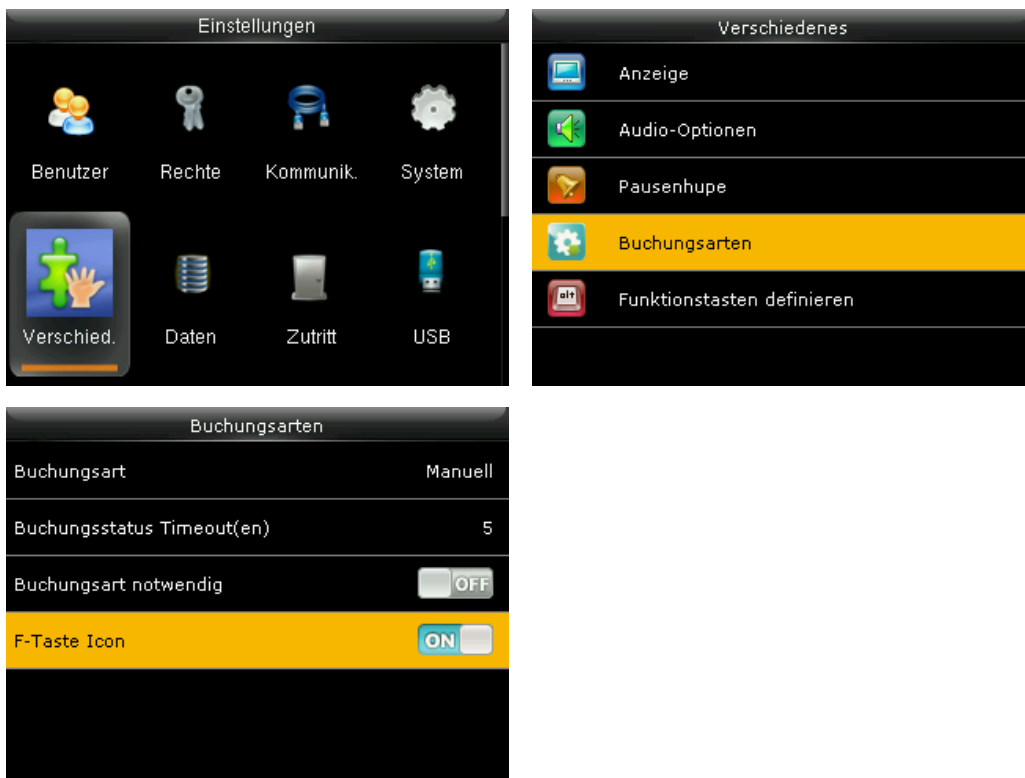 Einstellungen
Benutzer Rechte Kommunik. System
Verschied. Daten Zutritt USB
Verschiedenes
Anzeige
Audio-Optionen
Pausenhupe
Buchungsarten
alt Funktionstasten definieren
Buchungsarten
Buchungsart Manuell
Buchungsstatus Timeout(en) 5
Buchungsart notwendig OFF
F-Taste Icon ON